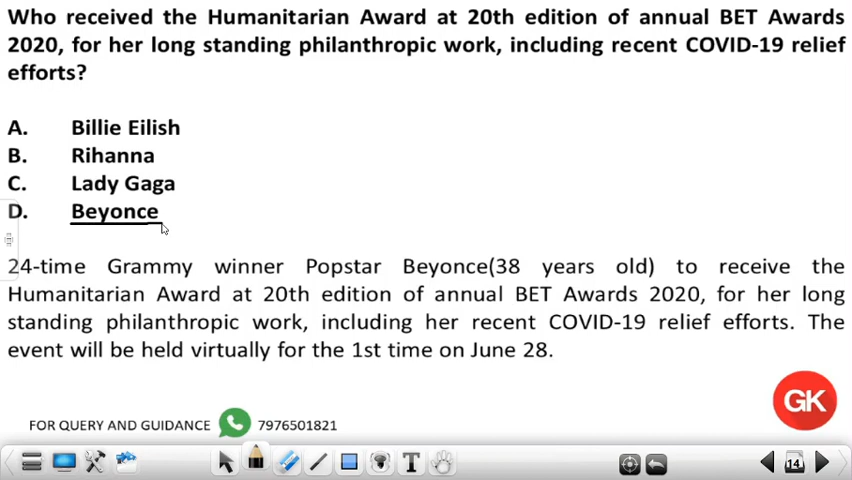 Who received the Humanitarian Award at 20th edition of annual BET Awards
2020, for her long standing philanthropic work, including recent COVID-19 relief
efforts?
A. Billie Eilish
B. Rihanna
C. Lady Gaga
D. Beyonce
24-time Grammy winner Popstar Beyonce(38 years old) to receive the
Humanitarian Award at 20th edition of annual BET Awards 2020, for her long
standing philanthropic work, including her recent COVID-19 relief efforts. The
event will be held virtually for the 1st time on June 28.
GK
FOR QUERY AND GUIDANCE 7976501821
T
14